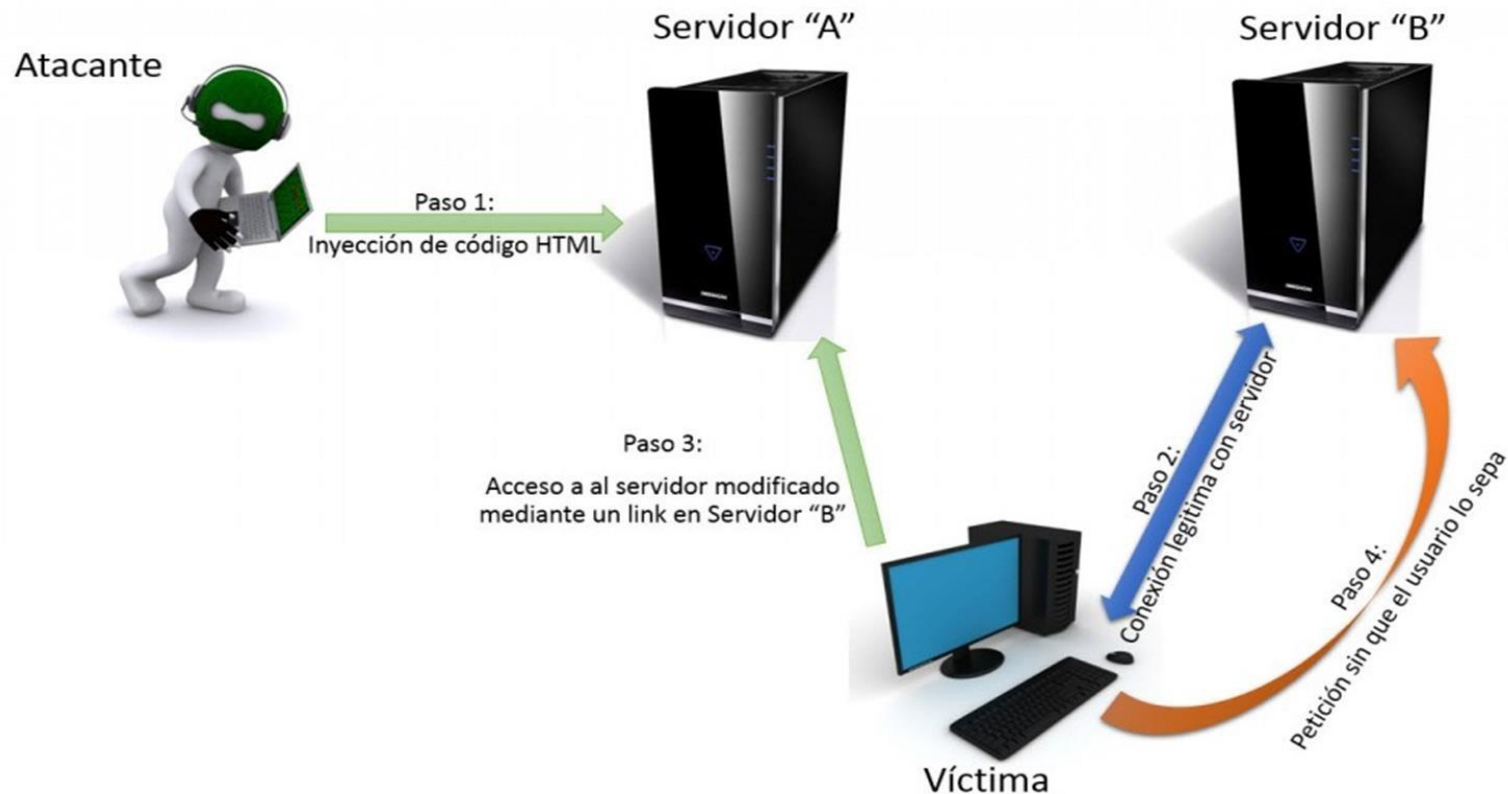 Servidor “A”
Servidor “B”
Atacante
Paso 1:
Inyección de código HTML
Paso 3:
Acceso a al servidor modificado
mediante un link en Servidor “B”
Paso 2:
Conexión legitima con servidor
Paso 4:
Petición sin que el usuario lo sepa
Víctima